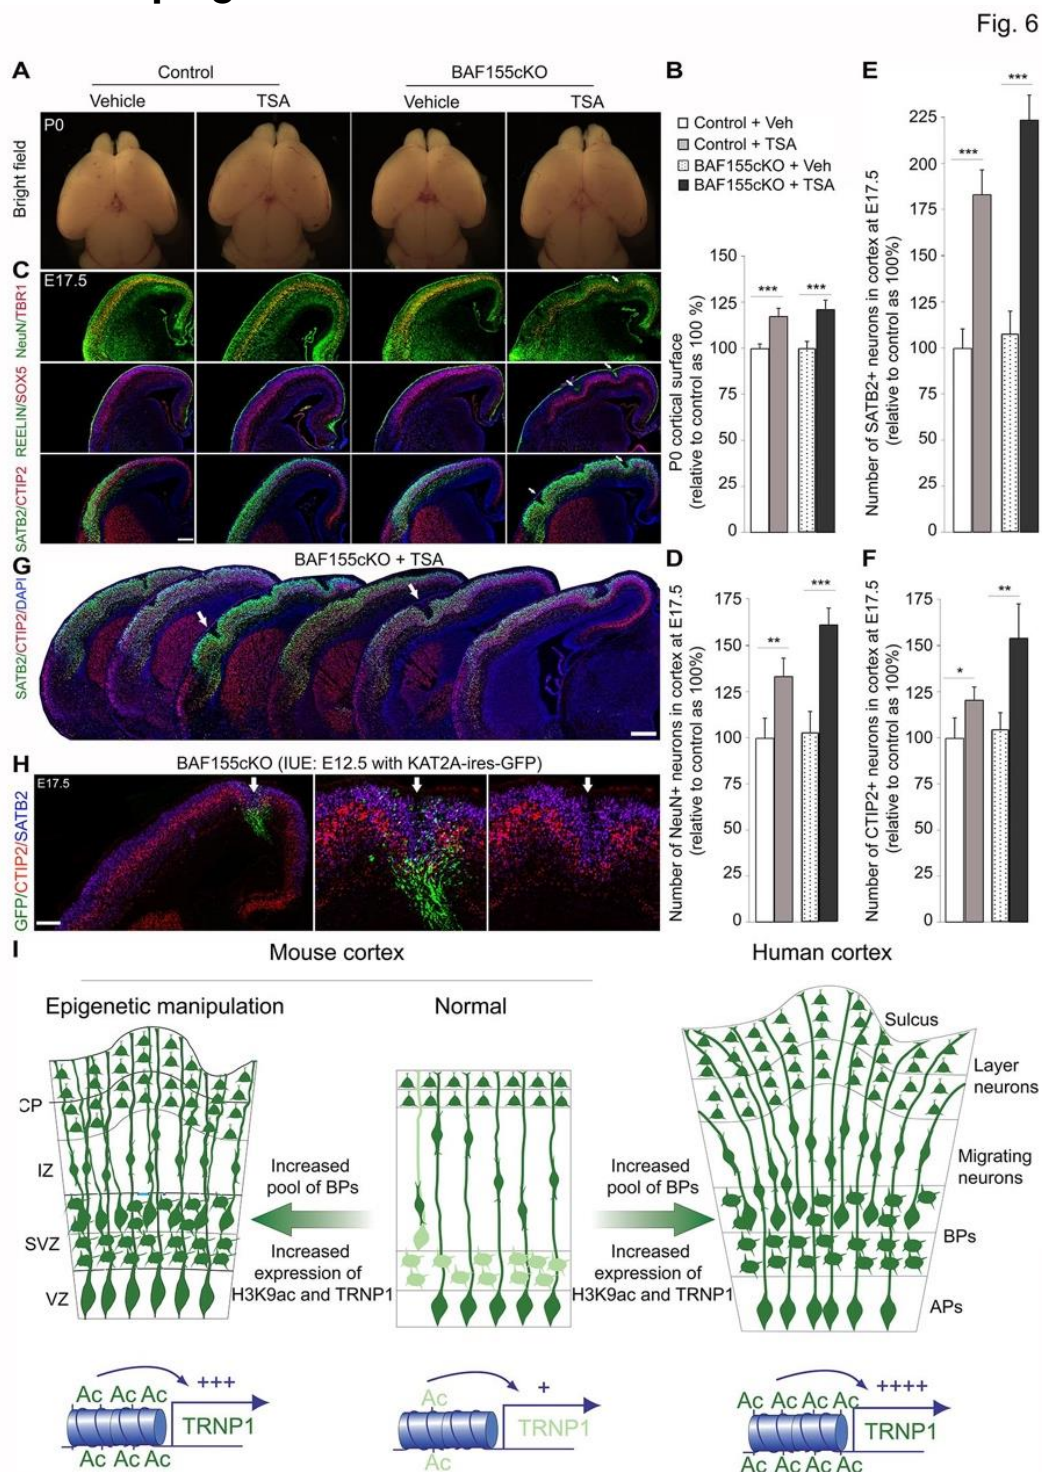 Fig. 6
A
Control
BAF155cKO
Vehicle
TSA
Vehicle
TSA
P0
Bright field
B
Control + Veh
Control + TSA
BAF155cKO + Veh
BAF155cKO + TSA
P0 cortical surface
(relative to control as 100 %)
150
125
100
75
50
25
0
***
***
C
E17.5
NeuN/TBR1
REELIN/SOX5
SATB2/CTIP2
E
Number of SATB2+ neurons in cortex at E17.5
(relative to control as 100%)
225
200
175
150
125
100
75
50
25
0
***
***
G
BAF155cKO + TSA
SATB2/CTIP2/DAPI
D
Number of NeuN+ neurons in cortex at E17.5
(relative to control as 100%)
175
150
125
100
75
50
25
0
**
***
F
Number of CTIP2+ neurons in cortex at E17.5
(relative to control as 100%)
175
150
125
100
75
50
25
0
*
**
H
BAF155cKO (IUE: E12.5 with KAT2A-ires-GFP)
E17.5
GFP/CTIP2/SATB2
I
Mouse cortex
Human cortex
Epigenetic manipulation
Normal
Sulcus
Layer
neurons
CP
IZ
SVZ
VZ
Increased
pool of BPs
Increased
expression of
H3K9ac and TRNP1
Increased
pool of BPs
Increased
expression of
H3K9ac and TRNP1
Migrating
neurons
BPs
APs
Ac Ac Ac
+++
TRNP1
Ac Ac Ac
Ac
+
TRNP1
Ac
Ac Ac Ac Ac
++++
TRNP1
Ac Ac Ac Ac